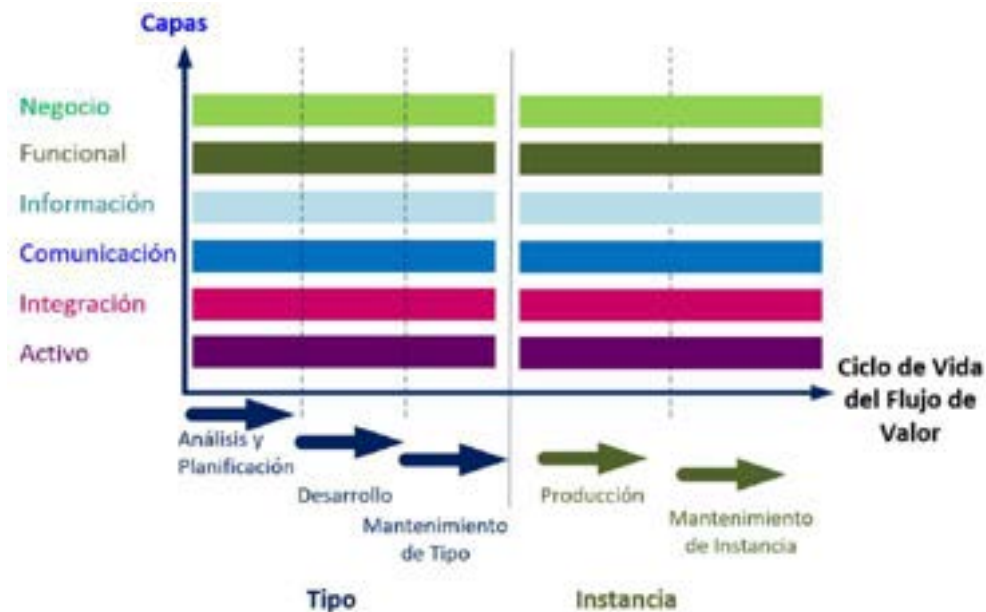 Capas
Negocio
Funcional
Información
Comunicación
Integración
Activo
Ciclo de Vida
del Flujo de
Valor
Análisis y
Planificación
Desarrollo
Mantenimiento
de Tipo
Producción
Mantenimiento
de Instancia
Tipo
Instancia